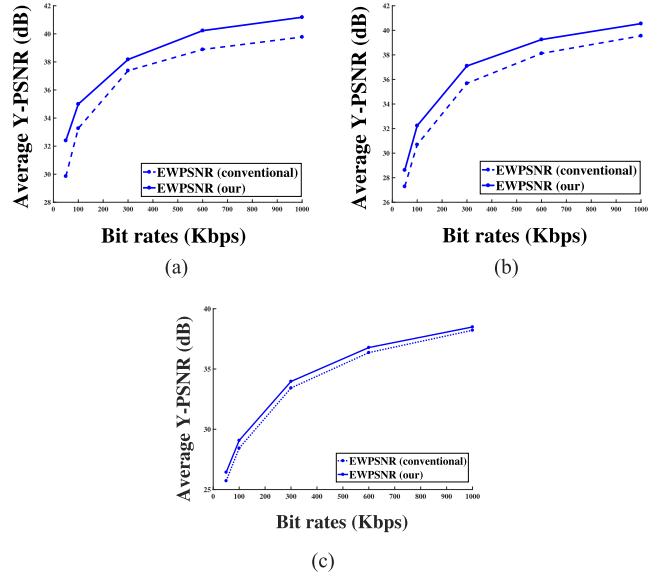 Average Y-PSNR (dB)
42
40
38
36
34
32
30
28
0 100 200 300 400 500 600 700 800 900 1000
EWPSNR (conventional)
EWPSNR (our)
Bit rates (Kbps)
(a)
Average Y-PSNR (dB)
42
40
38
36
34
32
30
28
26
0 100 200 300 400 500 600 700 800 900 1000
EWPSNR (conventional)
EWPSNR (our)
Bit rates (Kbps)
(b)
Average Y-PSNR (dB)
40
35
30
25
0 100 200 300 400 500 600 700 800 900 1000
EWPSNR (conventional)
EWPSNR (our)
Bit rates (Kbps)
(c)